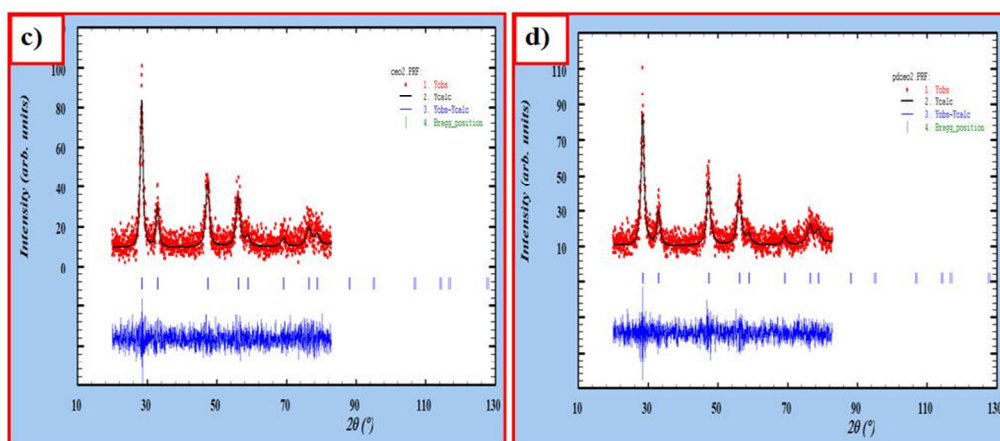 c)
Intensity (arb. units)
100
80
60
40
20
0
ceo2.PRF:
1. Yobs
2. Ycalc
3. Yobs-Ycalc
4. Bragg_position
10 30 50 70 90 110 130
2θ (°)
d)
Intensity (arb. units)
110
90
70
50
30
10
pdceo2.PRF:
1. Yobs
2. Ycalc
3. Yobs-Ycalc
4. Bragg_position
10 30 50 70 90 110 130
2θ (°)